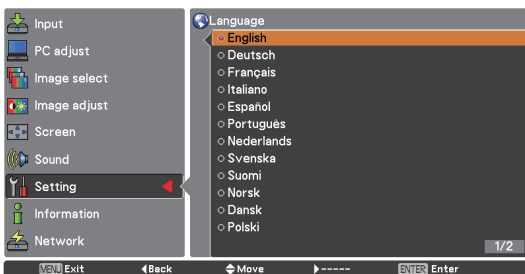 Input
PC adjust
Image select
Image adjust
Screen
Sound
Setting
Information
Network
Language
English
Deutsch
Français
Italiano
Español
Português
Nederlands
Svenska
Suomi
Norsk
Dansk
Polski
1/2
MENU Exit ◀Back Move ▶----- ENTER Enter